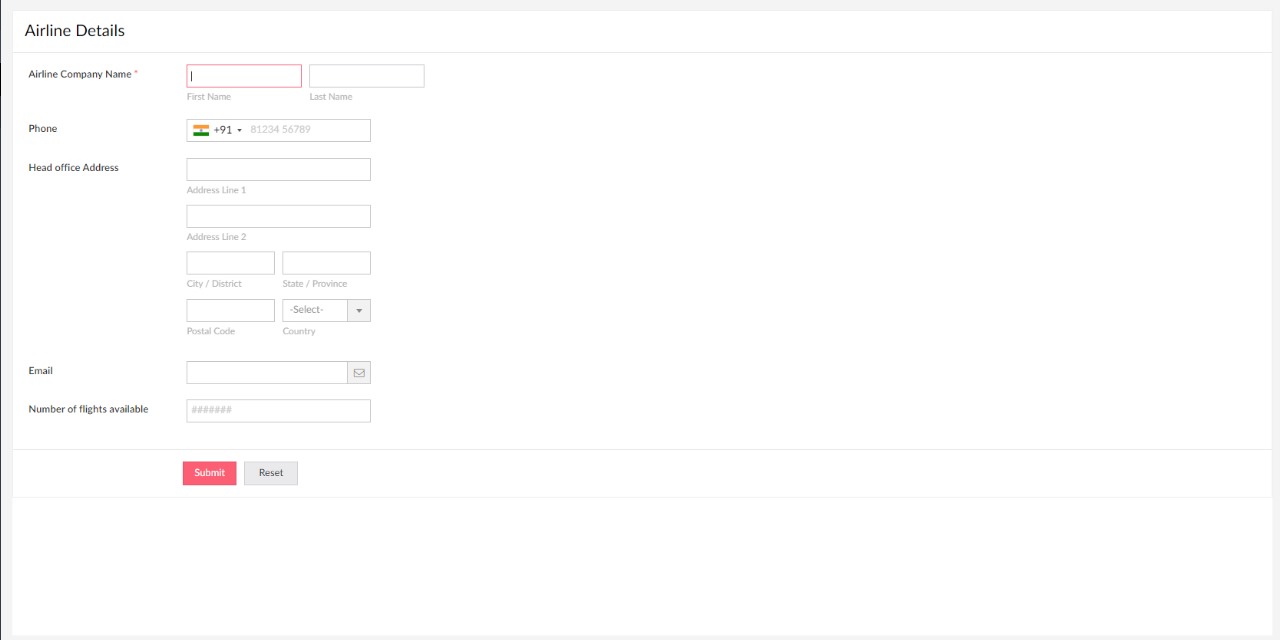 Airline Details
Airline Company Name *
First Name Last Name
Phone +91 81234 56789
Head office Address
Address Line 1
Address Line 2
City / District State / Province
-Select-
Postal Code Country
Email
Number of flights available #######
Submit Reset